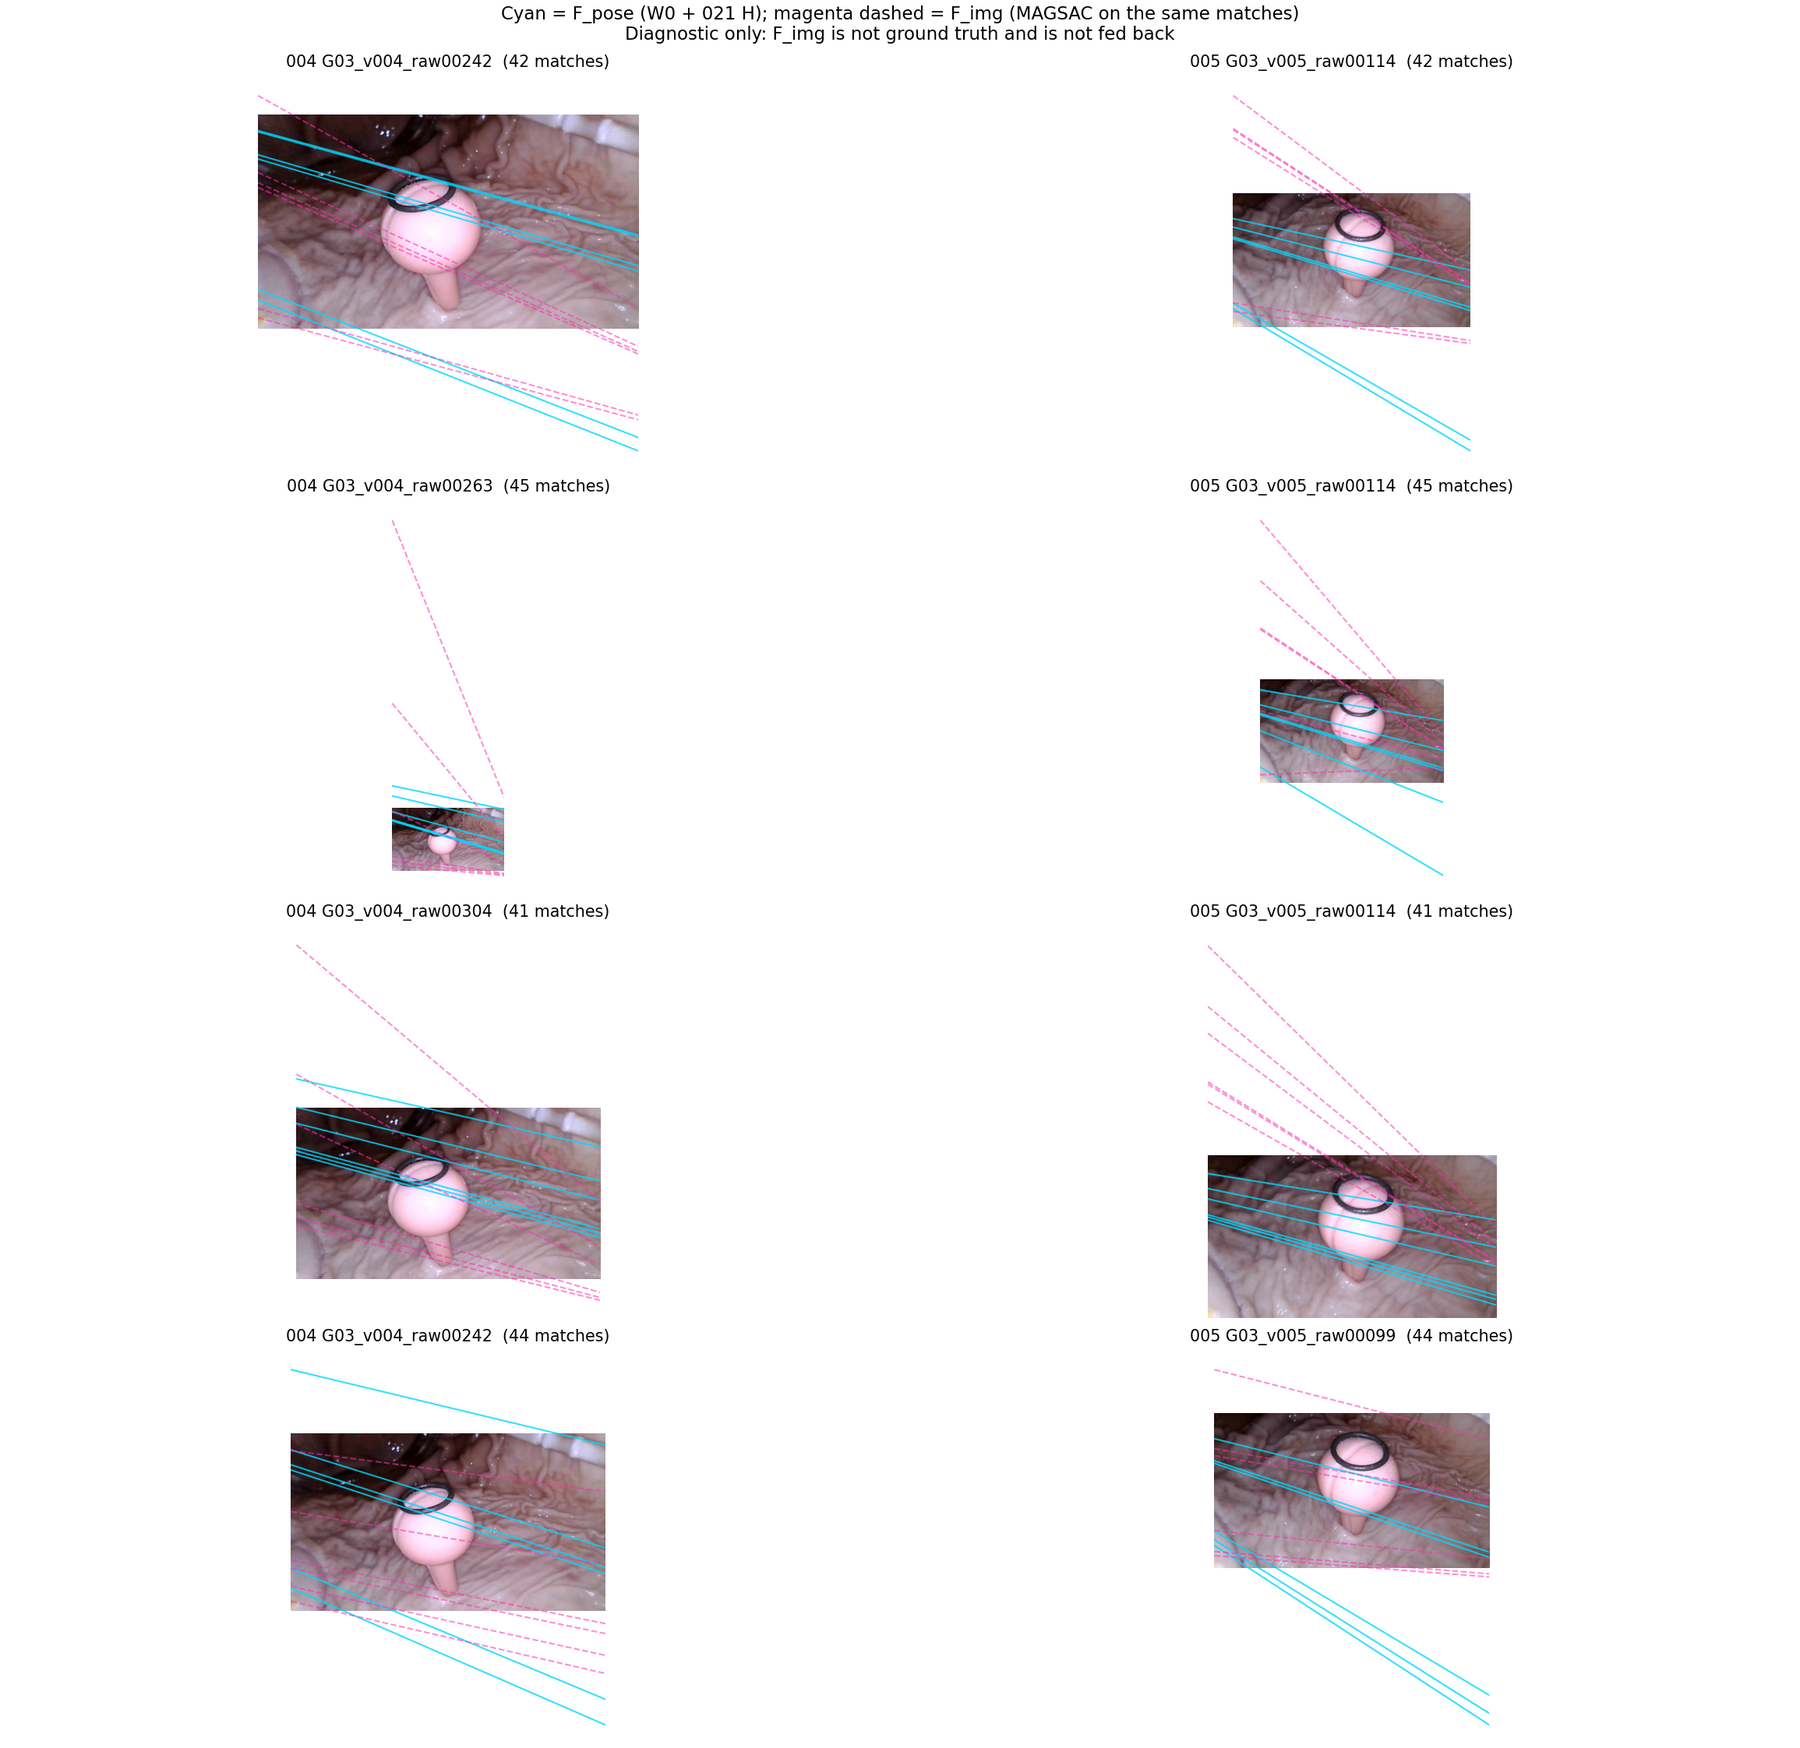 Cyan = F_pose (W0 + 021 H); magenta dashed = F_img (MAGSAC on the same matches)
Diagnostic only: F_img is not ground truth and is not fed back
004 G03_v004_raw00242  (42 matches)
005 G03_v005_raw00114  (42 matches)
004 G03_v004_raw00263  (45 matches)
005 G03_v005_raw00114  (45 matches)
004 G03_v004_raw00304  (41 matches)
005 G03_v005_raw00114  (41 matches)
004 G03_v004_raw00242  (44 matches)
005 G03_v005_raw00099  (44 matches)